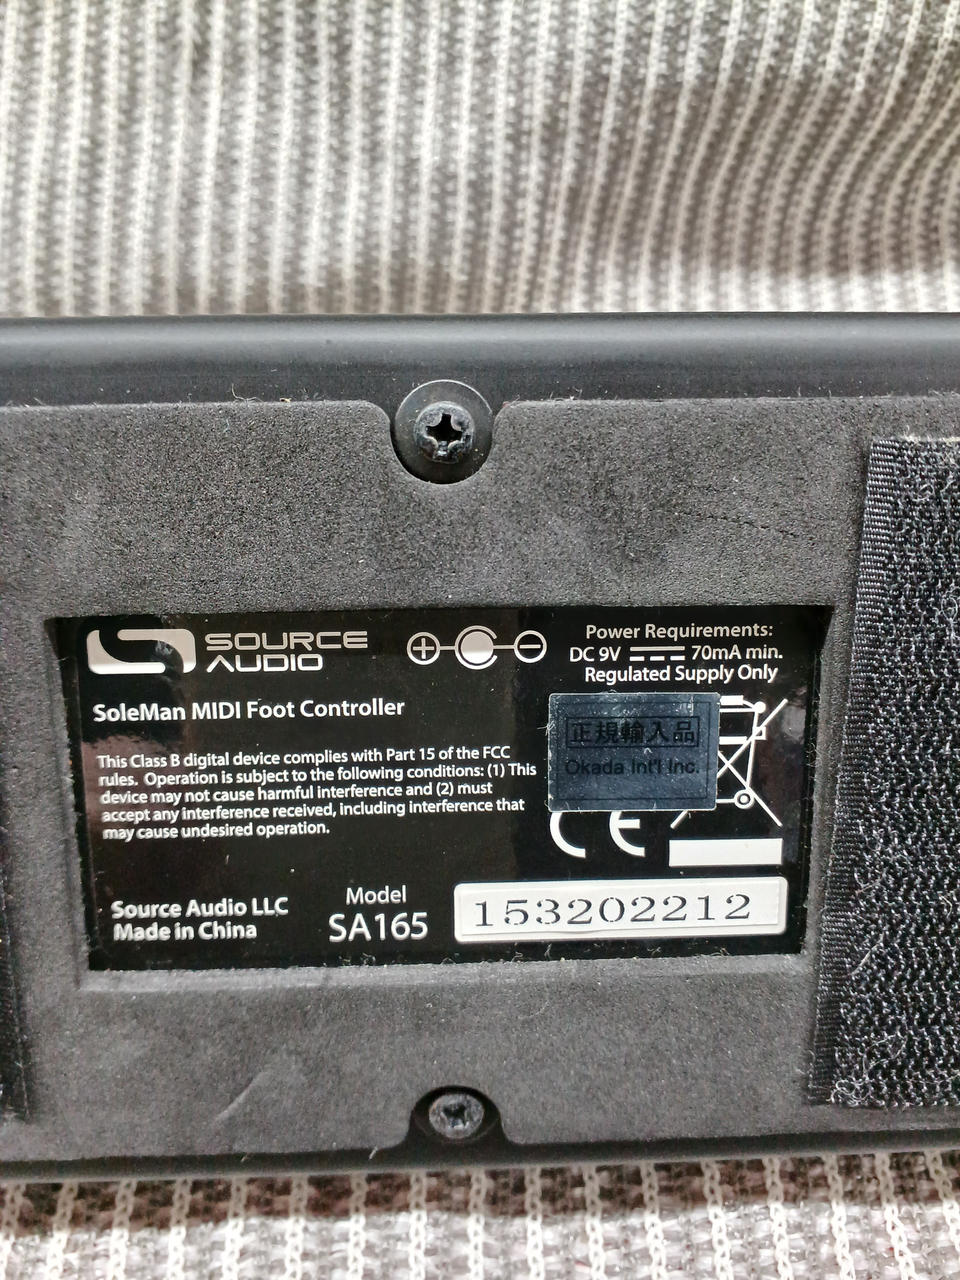 SOURCE
AUDIO
Power Requirements:
DC 9V 70mA min.
Regulated Supply Only
SoleMan MIDI Foot Controller
正規輸入品
Okada Int'l Inc.
This Class B digital device complies with Part 15 of the FCC
rules. Operation is subject to the following conditions: (1) This
device may not cause harmful interference and (2) must
accept any interference received, including interference that
may cause undesired operation.
CE
Source Audio LLC
Made in China
Model
SA165
153202212